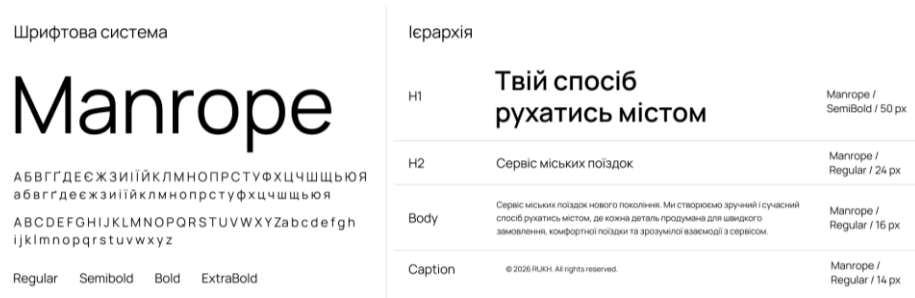 Шрифтова система
Manrope
АБВГҐДЕЄЖЗИІЇЙКЛМНОПРСТУФХЦЧШЩЬЮЯ
абвгґдеєжзиіїйклмнопрстуфхцчшщьюя
ABCDEFGHIJKLMNOPQRSTUVWXYZabcdefgh
ijklmnopqrstuvwxyz
Regular Semibold Bold ExtraBold
Ієрархія
H1
Твій спосіб
рухатись містом
Manrope /
SemiBold / 50 px
H2
Сервіс міських поїздок
Manrope /
Regular / 24 px
Body
Сервіс міських поїздок нового покоління. Ми створюємо зручний і сучасний
спосіб рухатись містом, де кожна деталь продумана для швидкого
замовлення, комфортної поїздки та зрозумілої взаємодії з сервісом.
Manrope /
Regular / 16 px
Caption
© 2026 RUKH. All rights reserved.
Manrope /
Regular / 14 px